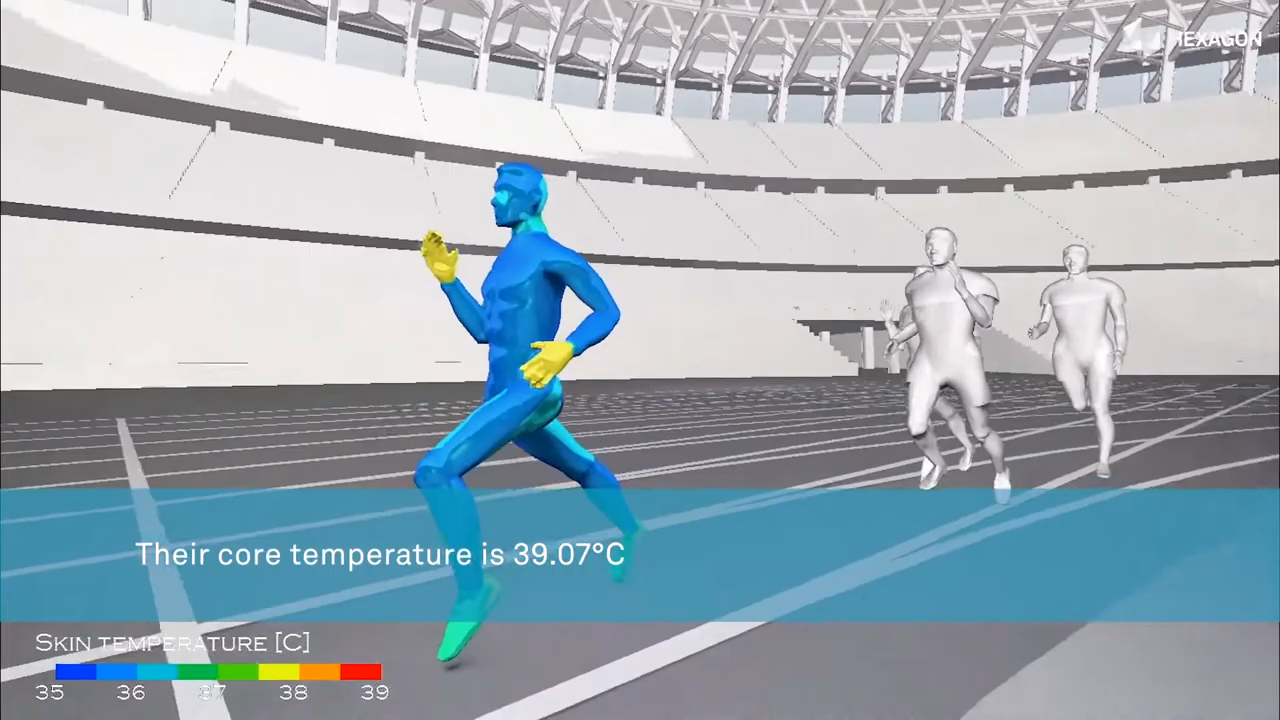 HEXAGON
Their core temperature is 39.07°C
SKIN TEMPERATURE [C]
35 36 37 38 39